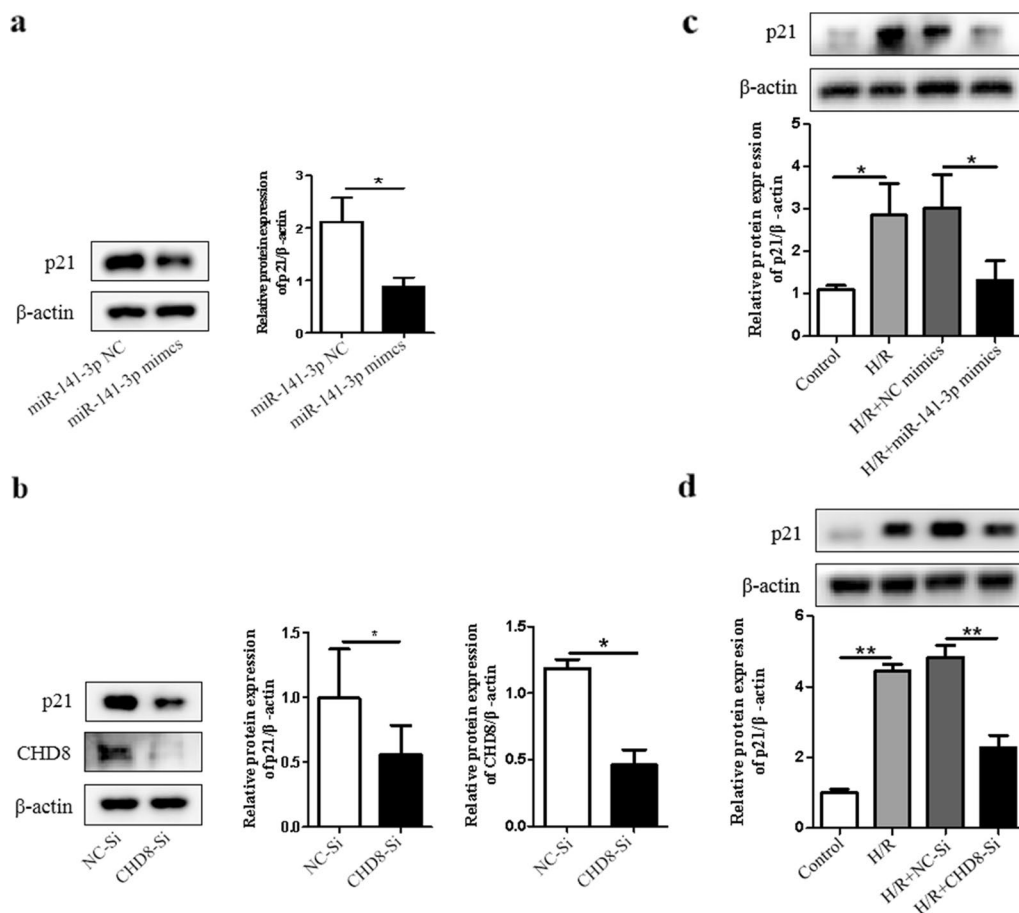 a
p21
β-actin
miR-141-3p NC
miR-141-3p mimcs
Relative protein expression
of p21/β -actin
3
2
1
0
*
miR-141-3p NC
miR-141-3p mimcs
c
p21
β-actin
Relative protein expression
of p21/β -actin
5
4
3
2
1
0
*
*
Control
H/R
H/R+NC mimics
H/R+miR-141-3p mimics
b
p21
CHD8
β-actin
NC-Si
CHD8-Si
Relative protein expression
of p21/β -actin
1.5
1.0
0.5
0.0
*
NC-Si
CHD8-Si
Relative protein expression
of CHD8/β -actin
1.5
1.0
0.5
0.0
*
NC-Si
CHD8-Si
d
p21
β-actin
Relative protein expression
of p21/β -actin
6
4
2
0
**
**
Control
H/R
H/R+NC-Si
H/R+CHD8-Si